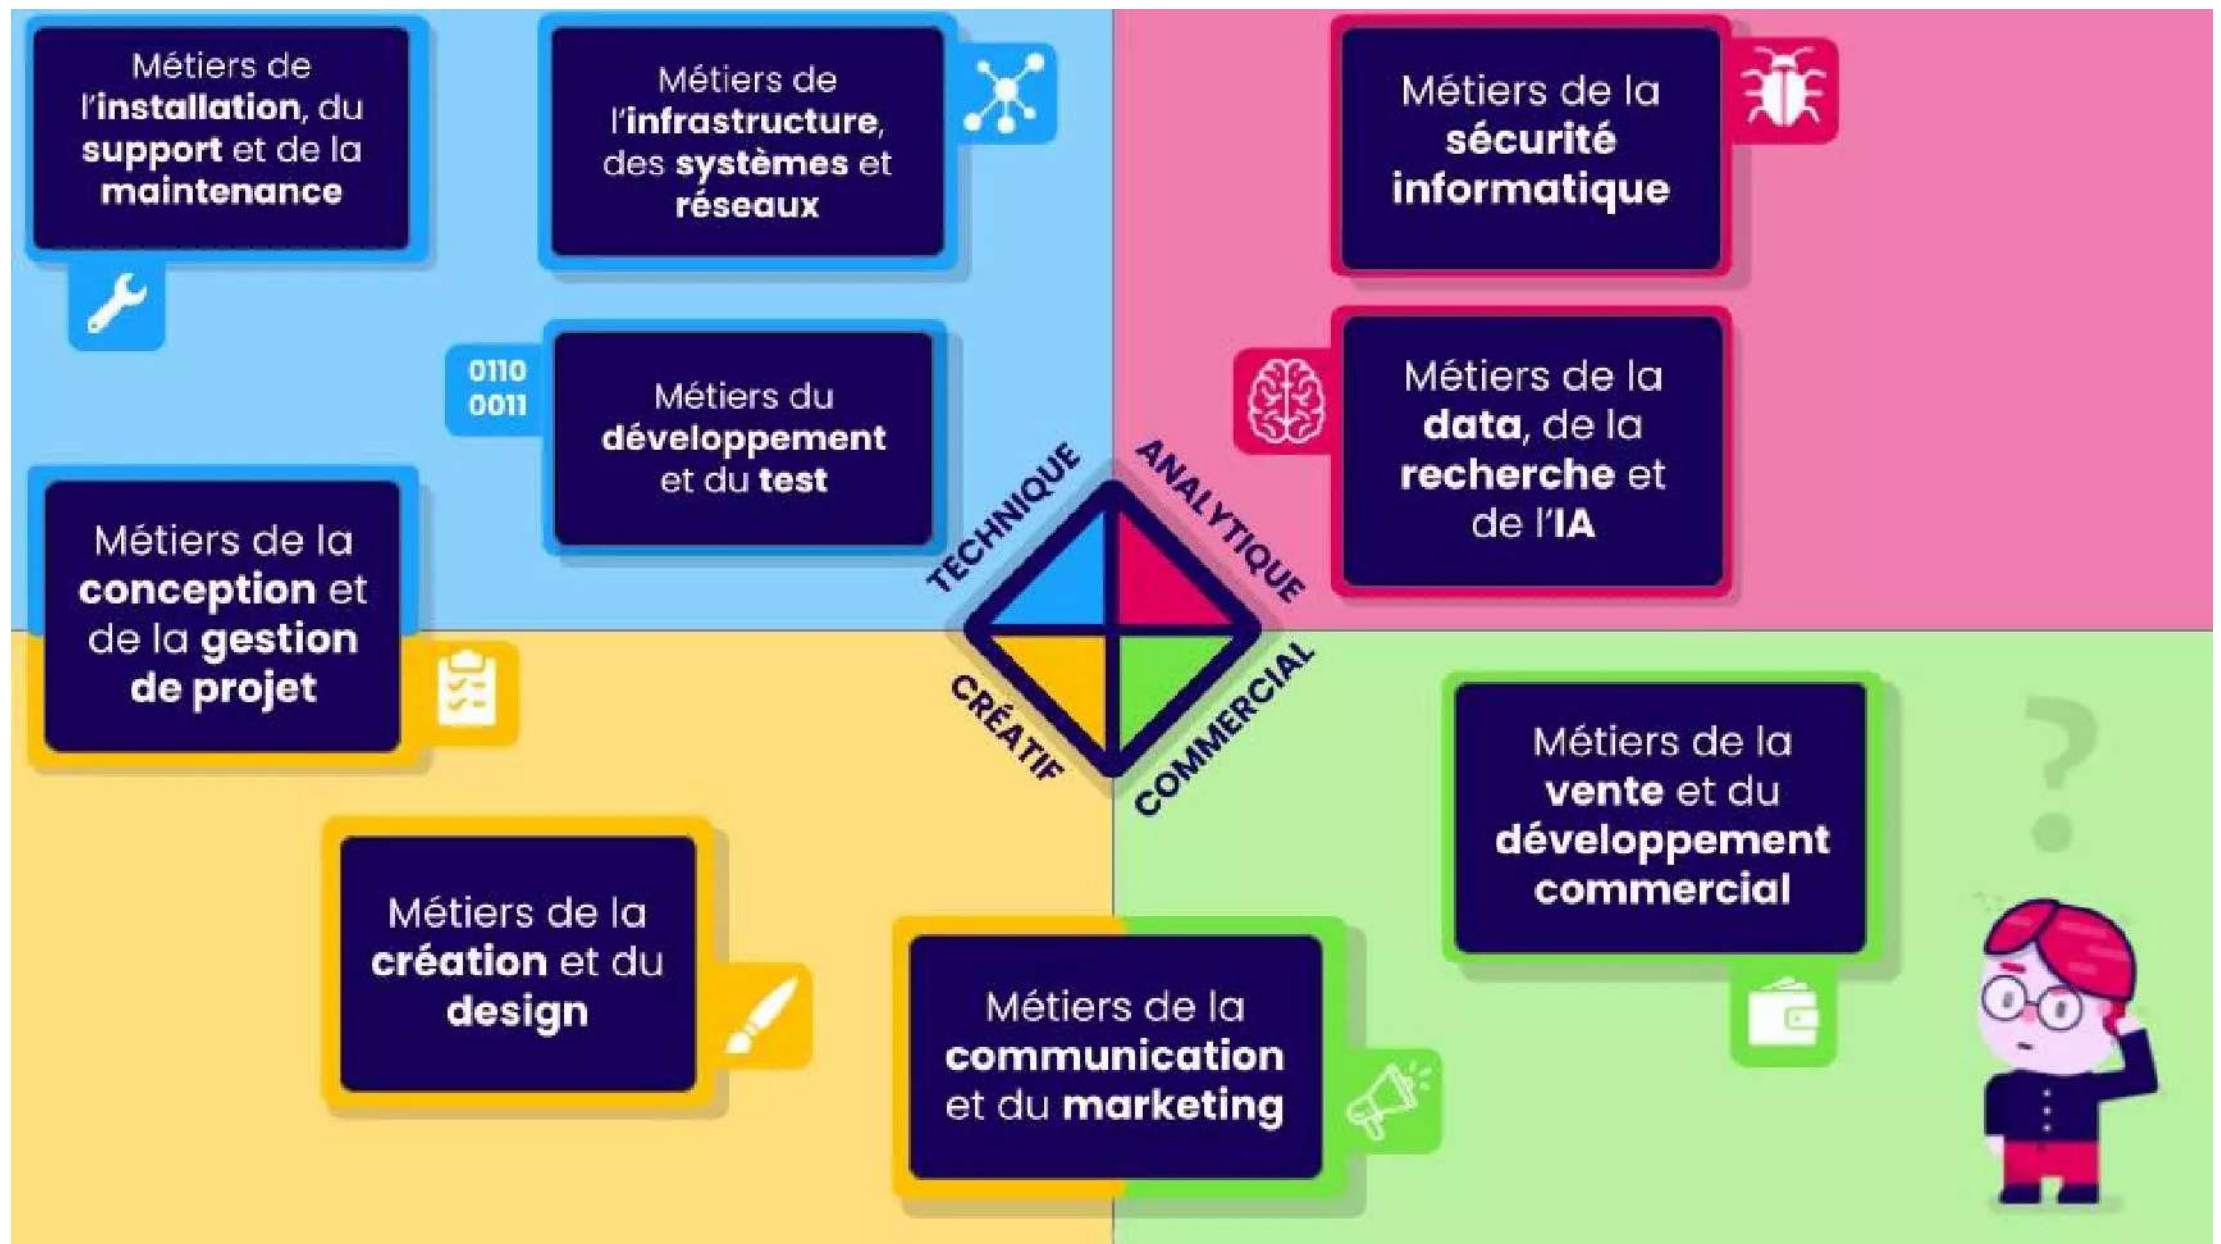 Métiers de
l'installation, du
support et de la
maintenance
Métiers de
l'infrastructure,
des systèmes et
réseaux
Métiers de la
sécurité
informatique
0110
0011
Métiers du
développement
et du test
Métiers de la
data, de la
recherche et
de l'IA
Métiers de la
conception et
de la gestion
de projet
TECHNIQUE
ANALYTIQUE
CRÉATIF
COMMERCIAL
Métiers de la
vente et du
développement
commercial
?
Métiers de la
création et du
design
Métiers de la
communication
et du marketing